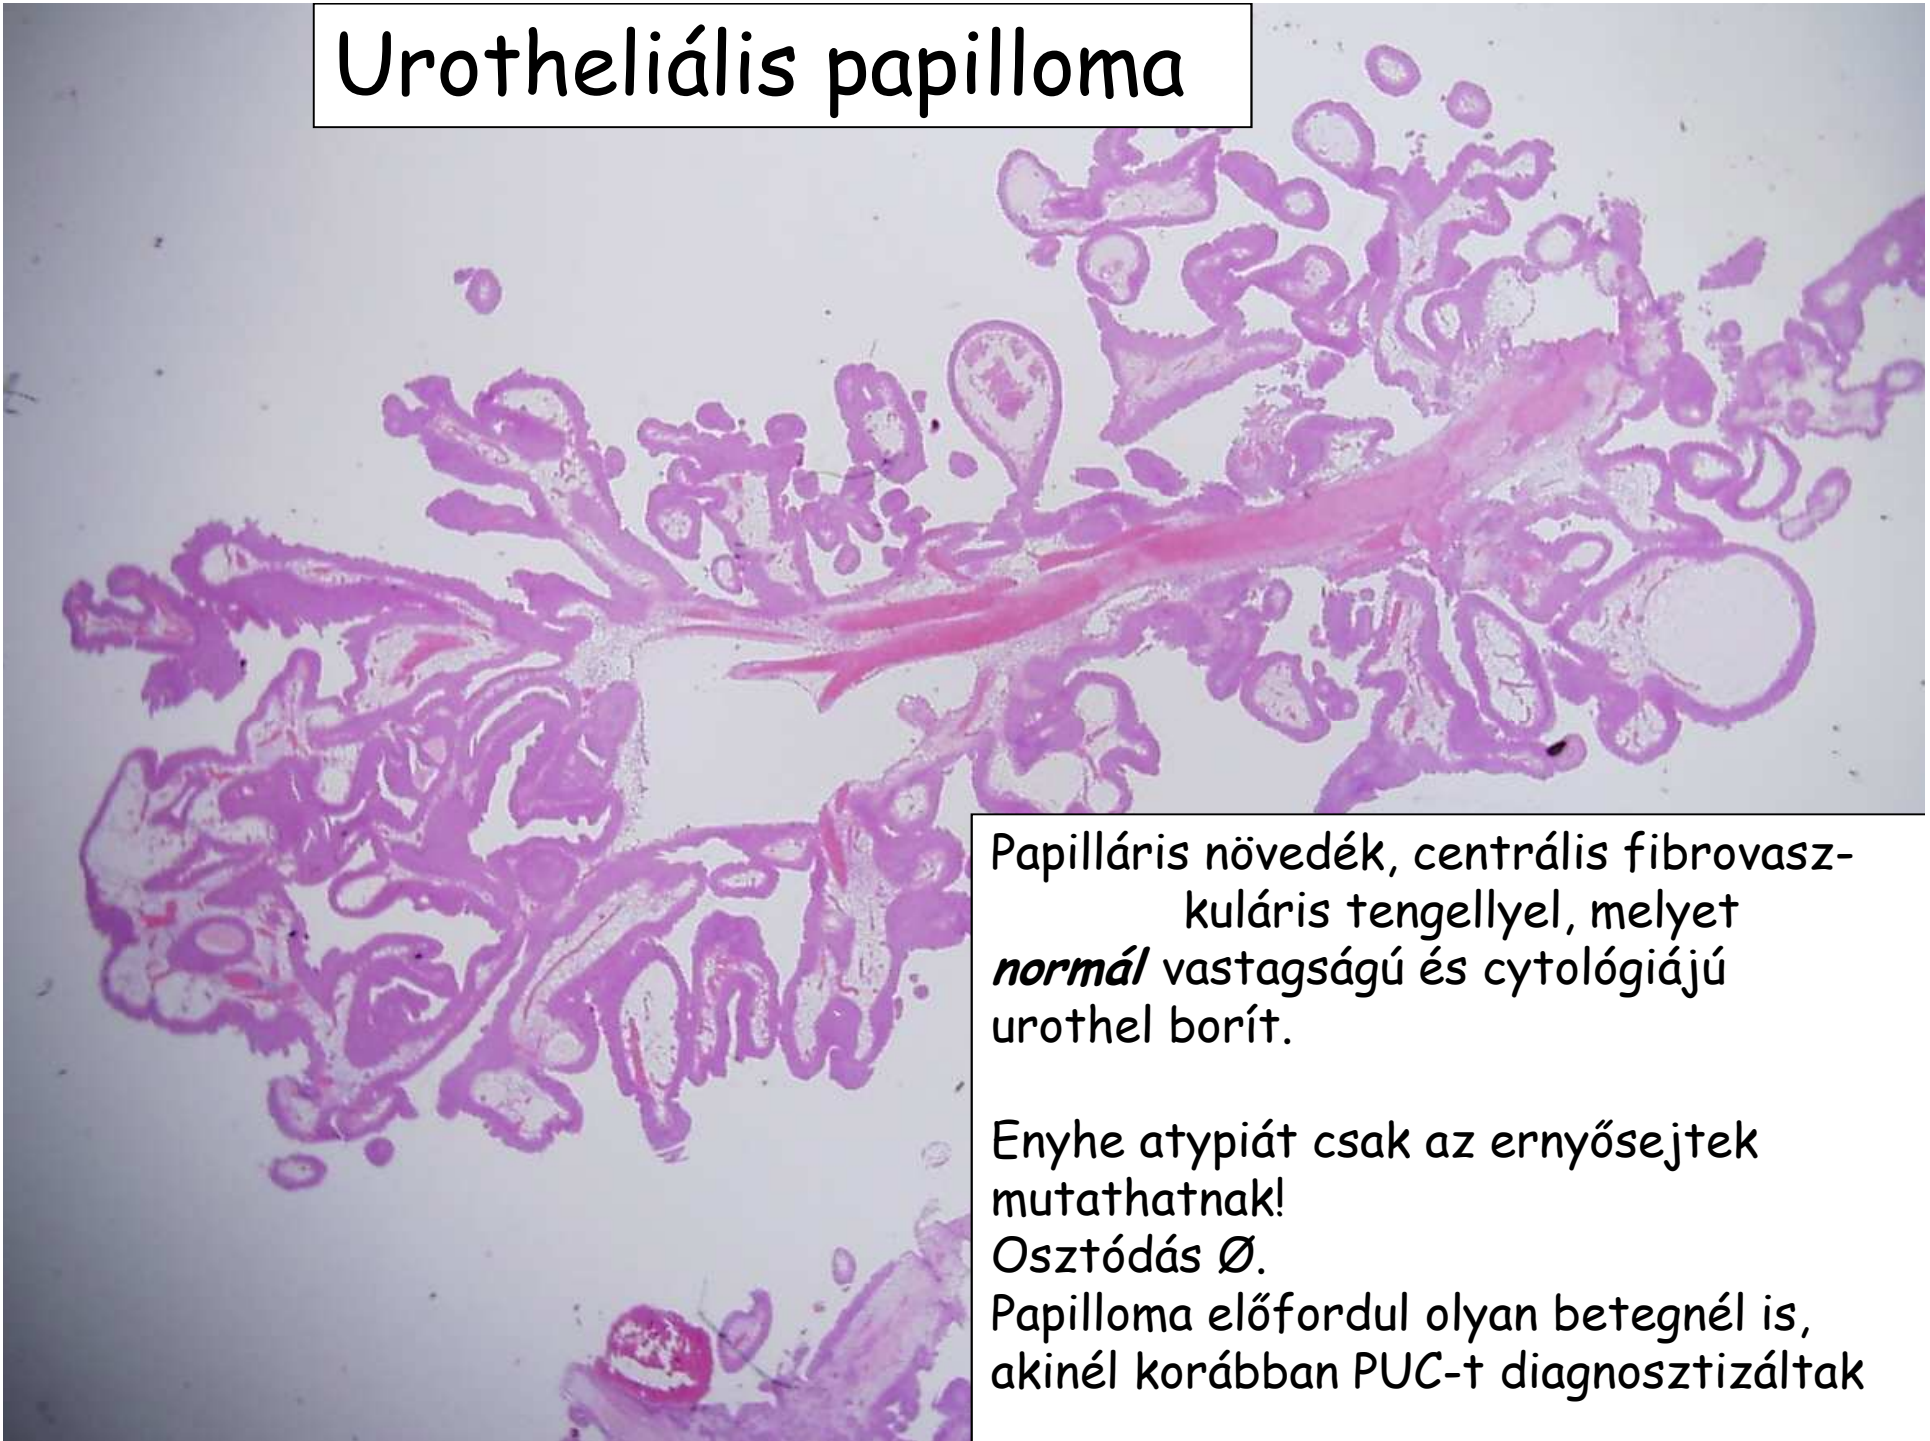 Urotheliális papilloma
Papilláris növedék, centrális fibrovasz-
kuláris tengellyel, melyet
normál vastagságú és cytológiájú
urothel borít.
Enyhe atypiát csak az ernyősejtek
mutathatnak!
Osztódás Ø.
Papilloma előfordul olyan betegnél is,
akinél korábban PUC-t diagnosztizáltak